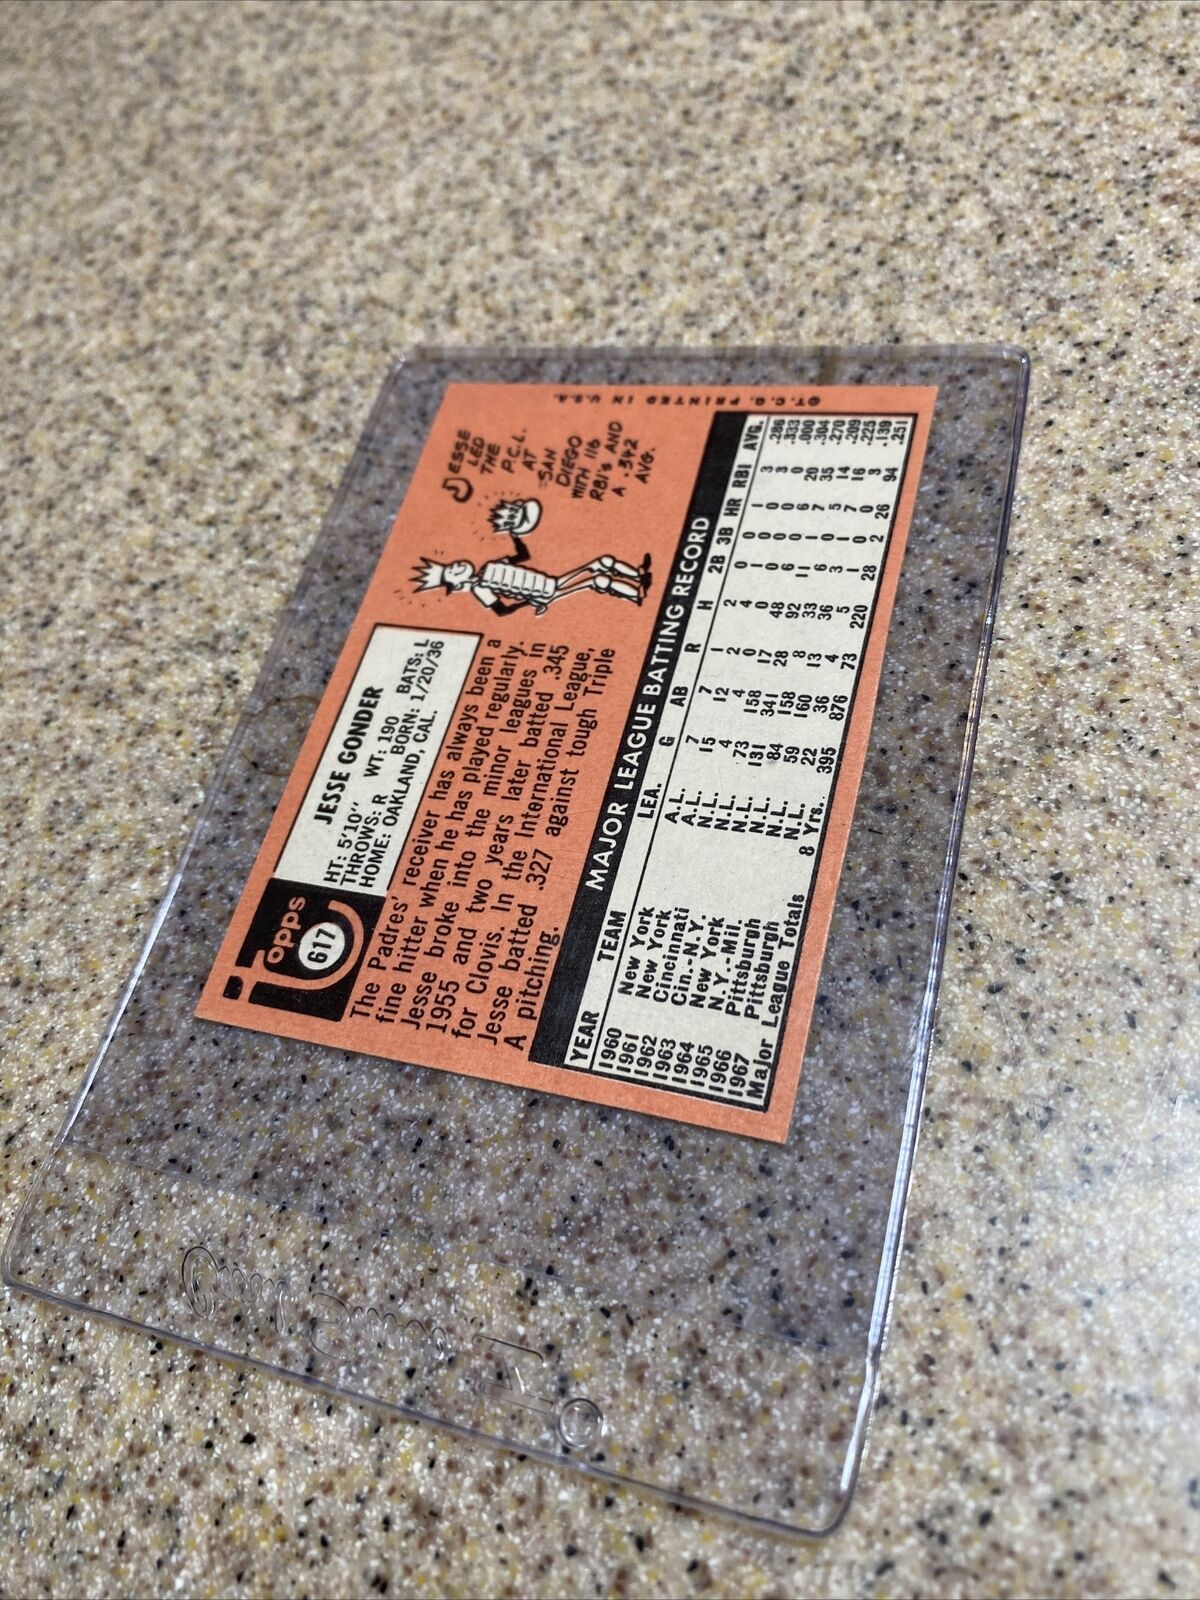 Topps
617
JESSE GONDER
HT: 5'10" WT: 190 BATS: L
THROWS: R BORN: 1/20/36
HOME: OAKLAND, CAL.
JESSE
LED
THE
P.C.L.
AT
SAN
DIEGO
WITH 116
RBI's AND
A .342
AVG.
The Padres' receiver has always been a
fine hitter when he has played regularly.
Jesse broke into the minor leagues in
1955 and two years later batted .345
for Clovis. In the International League,
Jesse batted .327 against tough Triple
A pitching.
MAJOR LEAGUE BATTING RECORD
YEAR TEAM LEA. G AB R H 2B 3B HR RBI AVG.
1960 New York A.L. 7 7 1 2 0 0 1 3 .286
1961 New York A.L. 15 12 2 4 1 0 0 3 .333
1962 Cincinnati N.L. 4 4 0 0 0 0 0 0 .000
1963 Cin.-N.Y. N.L. 73 158 17 48 6 0 6 20 .304
1964 New York N.L. 131 341 28 92 11 1 7 35 .270
1965 N.Y.-Mil. N.L. 84 158 8 33 6 0 5 14 .209
1966 Pittsburgh N.L. 59 160 13 36 3 1 7 16 .225
1967 Pittsburgh N.L. 22 36 4 5 1 0 0 3 .139
Major League Totals 8 Yrs. 395 876 73 220 28 2 26 94 .251
©T.C.G. PRINTED IN U.S.A.